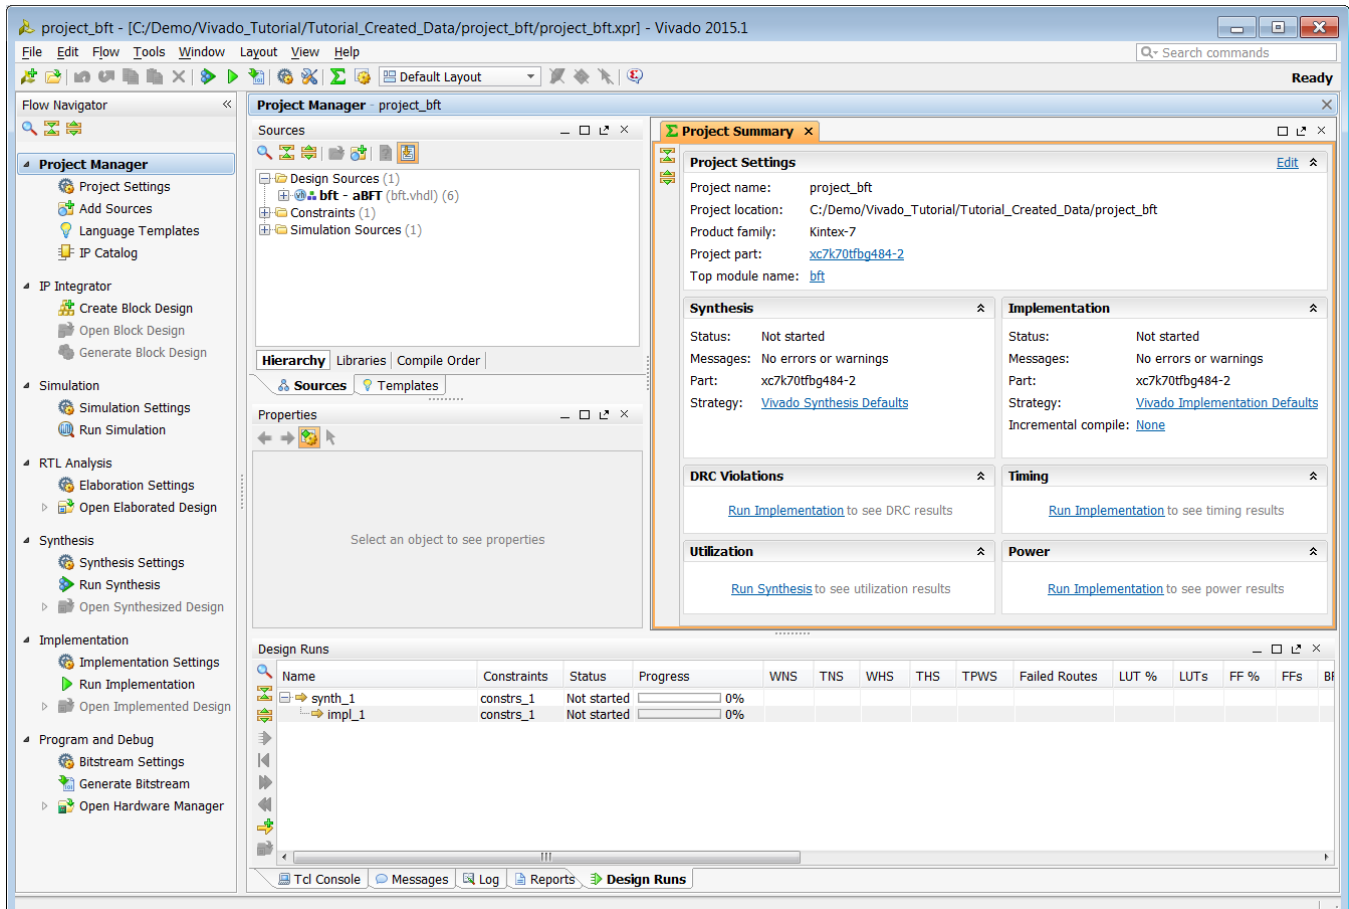 project_bft - [C:/Demo/Vivado_Tutorial/Tutorial_Created_Data/project_bft/project_bft.xpr] - Vivado 2015.1
File Edit Flow Tools Window Layout View Help
Search commands
Default Layout
Ready
Flow Navigator
Project Manager
Project Settings
Add Sources
Language Templates
IP Catalog
IP Integrator
Create Block Design
Open Block Design
Generate Block Design
Simulation
Simulation Settings
Run Simulation
RTL Analysis
Elaboration Settings
Open Elaborated Design
Synthesis
Synthesis Settings
Run Synthesis
Open Synthesized Design
Implementation
Implementation Settings
Run Implementation
Open Implemented Design
Program and Debug
Bitstream Settings
Generate Bitstream
Open Hardware Manager
Project Manager - project_bft
Sources
Design Sources (1)
bft - aBFT (bft.vhdl) (6)
Constraints (1)
Simulation Sources (1)
Hierarchy Libraries Compile Order
Sources Templates
Properties
Select an object to see properties
Project Summary
Project Settings
Edit
Project name: project_bft
Project location: C:/Demo/Vivado_Tutorial/Tutorial_Created_Data/project_bft
Product family: Kintex-7
Project part: xc7k70tfbg484-2
Top module name: bft
Synthesis
Status: Not started
Messages: No errors or warnings
Part: xc7k70tfbg484-2
Strategy: Vivado Synthesis Defaults
Implementation
Status: Not started
Messages: No errors or warnings
Part: xc7k70tfbg484-2
Strategy: Vivado Implementation Defaults
Incremental compile: None
DRC Violations
Run Implementation to see DRC results
Timing
Run Implementation to see timing results
Utilization
Run Synthesis to see utilization results
Power
Run Implementation to see power results
Design Runs
Name Constraints Status Progress WNS TNS WHS THS TPWS Failed Routes LUT % LUTs FF % FFs
synth_1 constrs_1 Not started 0%
impl_1 constrs_1 Not started 0%
Tcl Console Messages Log Reports Design Runs